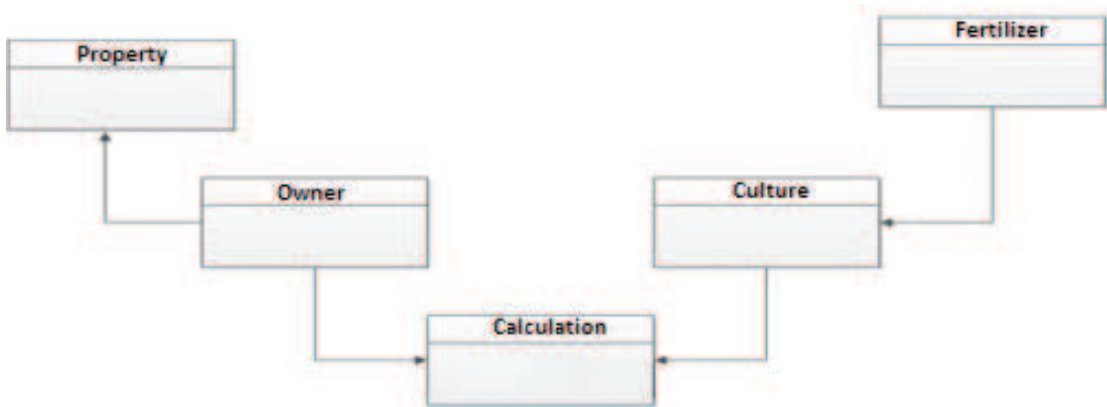 Fertilizer
Property
Owner
Culture
Calculation